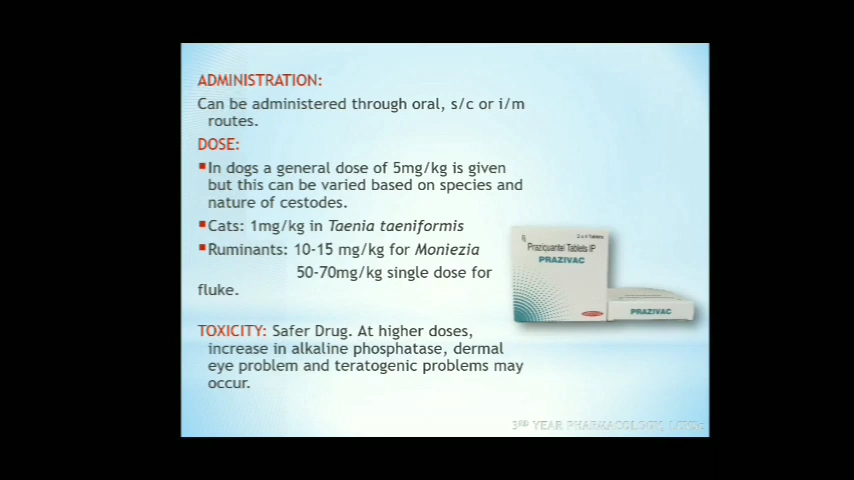 ADMINISTRATION:
Can be administered through oral, s/c or i/m
routes.
DOSE:
In dogs a general dose of 5mg/kg is given
but this can be varied based on species and
nature of cestodes.
Cats: 1mg/kg in Taenia taeniformis
Ruminants: 10-15 mg/kg for Moniezia
50-70mg/kg single dose for
fluke.
TOXICITY: Safer Drug. At higher doses,
increase in alkaline phosphatase, dermal
eye problem and teratogenic problems may
occur.
Praziquantel Tablets IP
PRAZIVAC
PRAZIVAC
3RD YEAR PHARMACOLOGY,